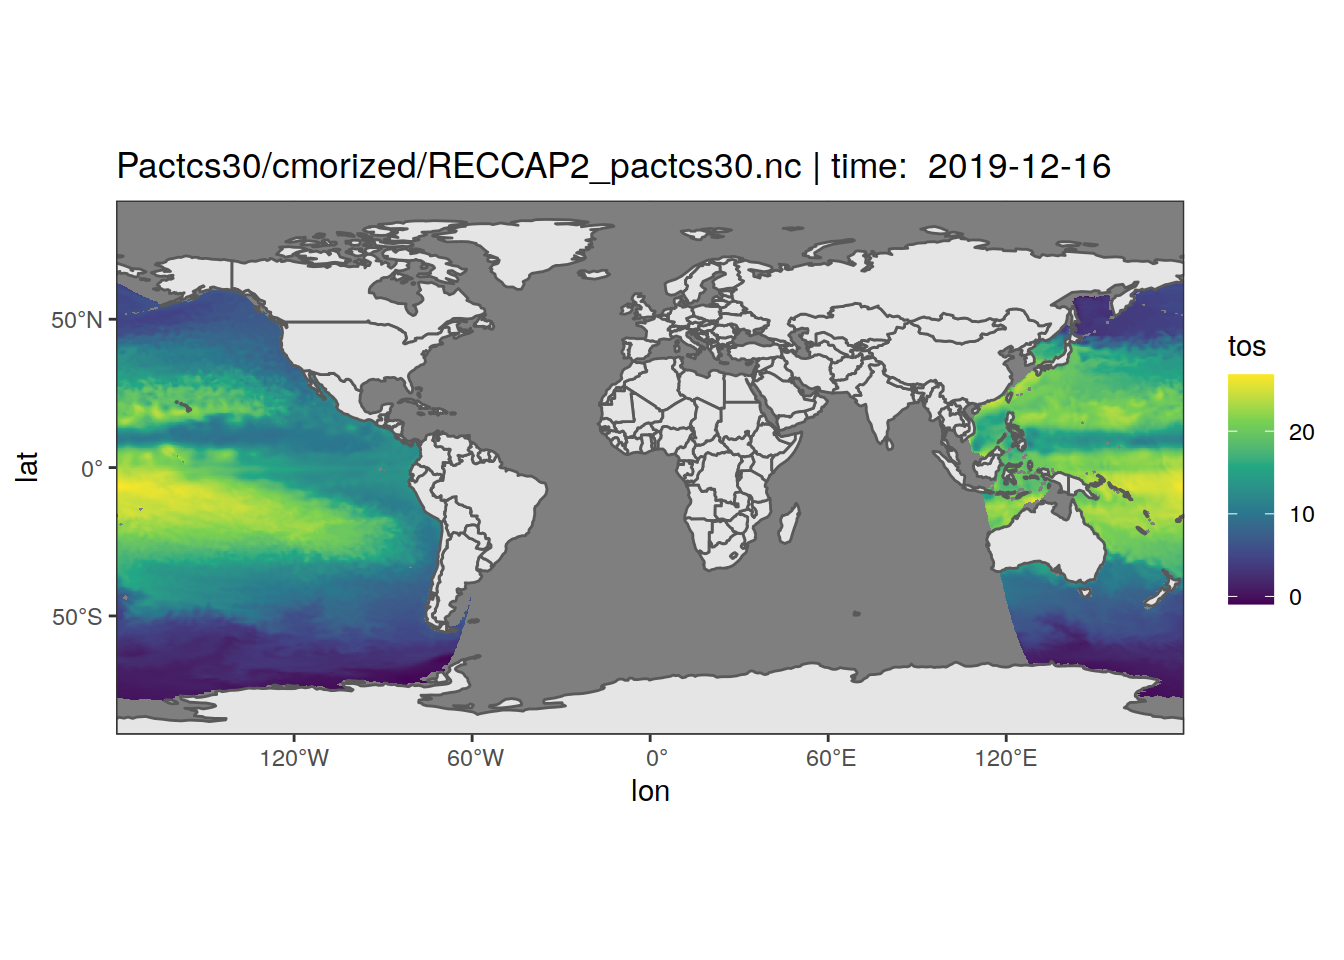 Pactcs30/cmorized/RECCAP2_pactcs30.nc | time:  2019-12-16
tos
20
10
0
50°N
0°
50°S
lat
120°W 60°W 0° 60°E 120°E
lon